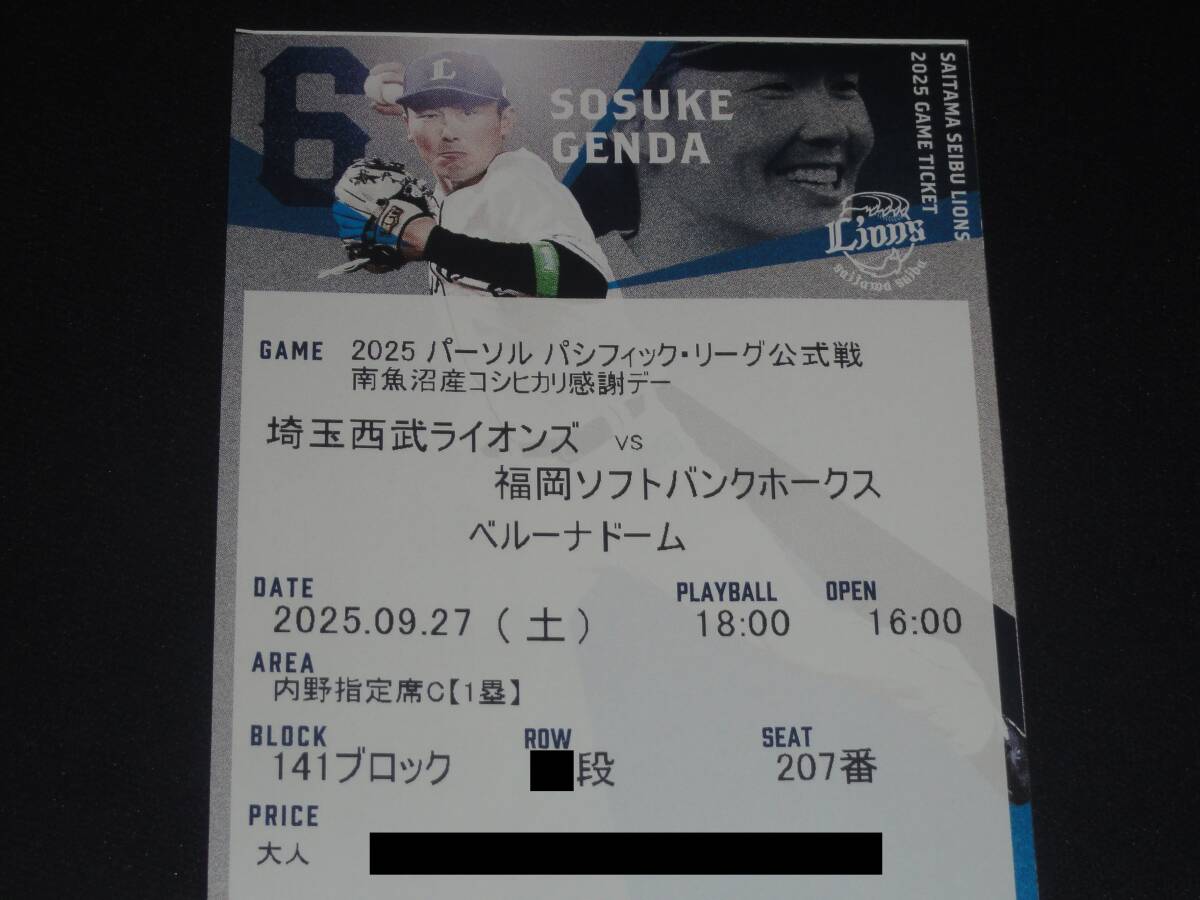 6
SOSUKE
GENDA
SAITAMA SEIBU LIONS
2025 GAME TICKET
L
Lions
saitama seibu
GAME 2025 パーソル パシフィック・リーグ公式戦
南魚沼産コシヒカリ感謝デー
埼玉西武ライオンズ vs
福岡ソフトバンクホークス
ベルーナドーム
DATE PLAYBALL OPEN
2025.09.27(土) 18:00 16:00
AREA
内野指定席C【1塁】
BLOCK ROW SEAT
141ブロック 段 207番
PRICE
大人